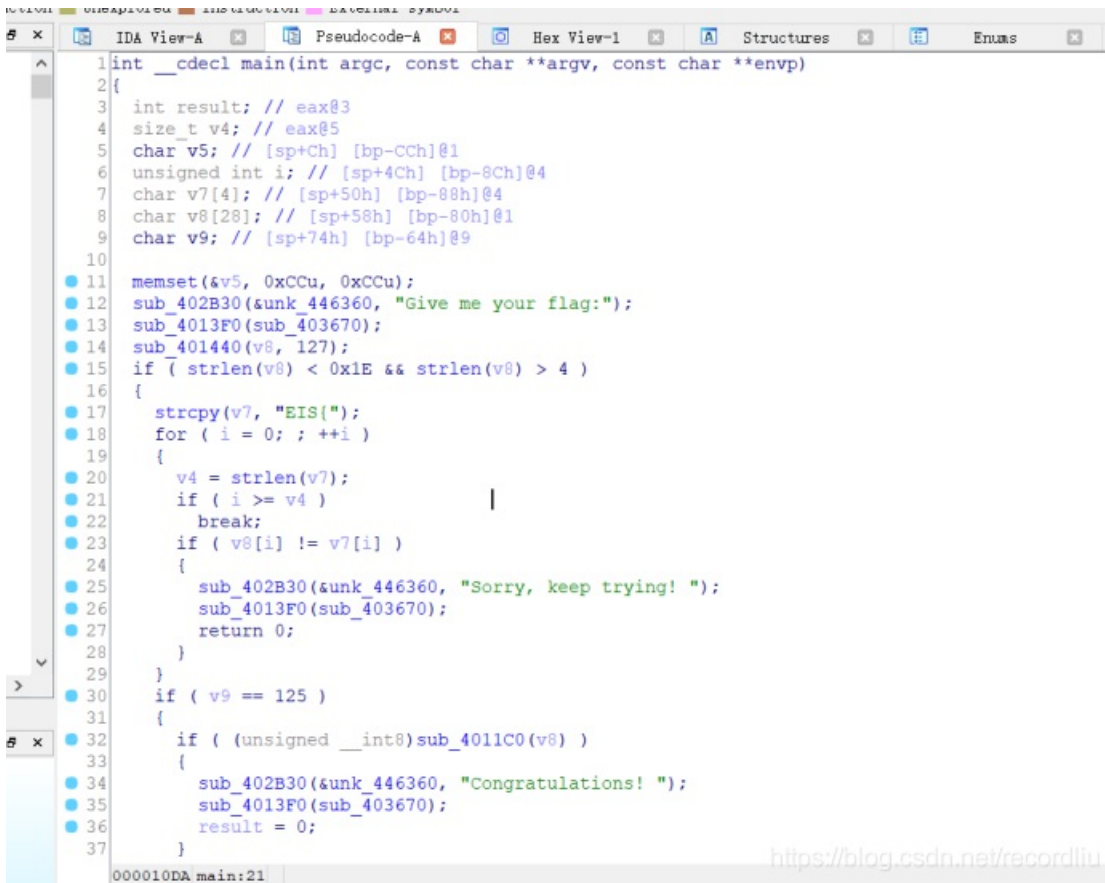 unexplored Instruction External symbol
IDA View-A Pseudocode-A Hex View-1 Structures Enums
1 int __cdecl main(int argc, const char **argv, const char **envp)
2 {
3 int result; // eax@3
4 size_t v4; // eax@5
5 char v5; // [sp+Ch] [bp-CCh]@1
6 unsigned int i; // [sp+4Ch] [bp-8Ch]@4
7 char v7[4]; // [sp+50h] [bp-88h]@4
8 char v8[28]; // [sp+58h] [bp-80h]@1
9 char v9; // [sp+74h] [bp-64h]@9
10
11 memset(&v5, 0xCCu, 0xCCu);
12 sub_402B30(&unk_446360, "Give me your flag:");
13 sub_4013F0(sub_403670);
14 sub_401440(v8, 127);
15 if ( strlen(v8) < 0x1E && strlen(v8) > 4 )
16 {
17 strcpy(v7, "EIS{");
18 for ( i = 0; ; ++i )
19 {
20 v4 = strlen(v7);
21 if ( i >= v4 )
22 break;
23 if ( v8[i] != v7[i] )
24 {
25 sub_402B30(&unk_446360, "Sorry, keep trying! ");
26 sub_4013F0(sub_403670);
27 return 0;
28 }
29 }
30 if ( v9 == 125 )
31 {
32 if ( (unsigned __int8)sub_4011C0(v8) )
33 {
34 sub_402B30(&unk_446360, "Congratulations! ");
35 sub_4013F0(sub_403670);
36 result = 0;
37 }
https://blog.csdn.net/recordliu
000010DA main:21